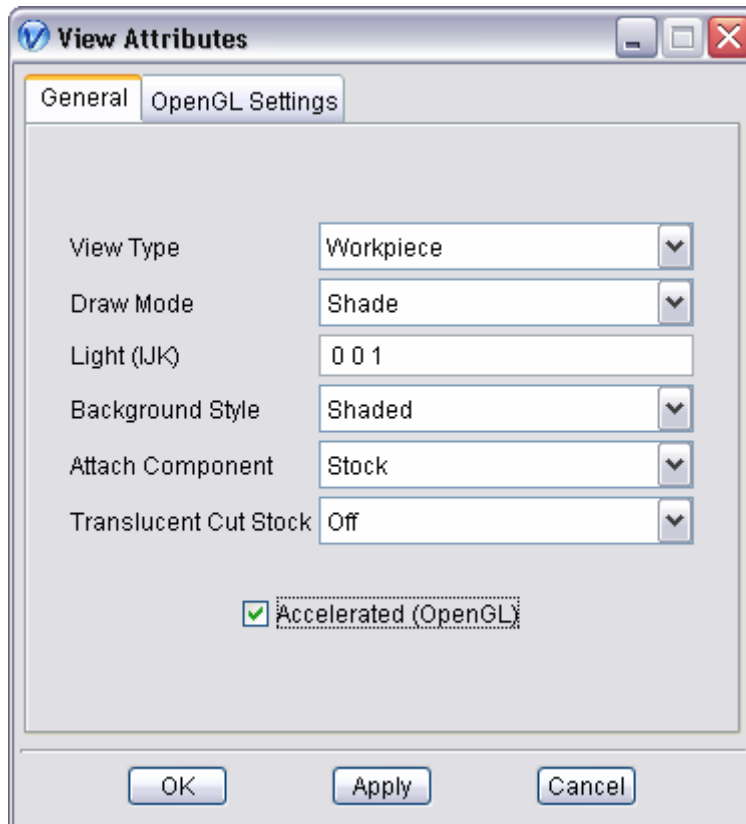 View Attributes
General OpenGL Settings
View Type Workpiece
Draw Mode Shade
Light (IJK) 0 0 1
Background Style Shaded
Attach Component Stock
Translucent Cut Stock Off
Accelerated (OpenGL)
OK Apply Cancel